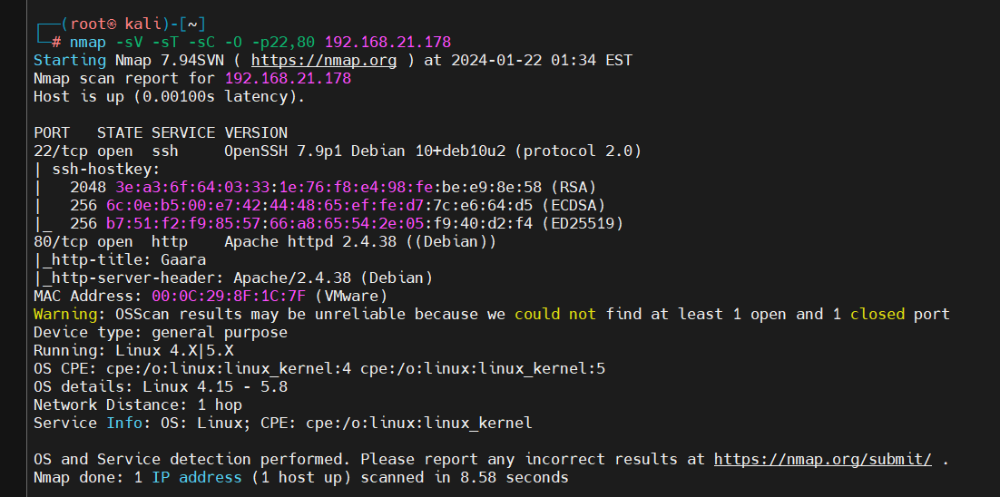 ┌──(root㉿ kali)-[~]
└─# nmap -sV -sT -sC -O -p22,80 192.168.21.178
Starting Nmap 7.94SVN ( https://nmap.org ) at 2024-01-22 01:34 EST
Nmap scan report for 192.168.21.178
Host is up (0.00100s latency).

PORT   STATE SERVICE VERSION
22/tcp open  ssh     OpenSSH 7.9p1 Debian 10+deb10u2 (protocol 2.0)
| ssh-hostkey:
|   2048 3e:a3:6f:64:03:33:1e:76:f8:e4:98:fe:be:e9:8e:58 (RSA)
|   256 6c:0e:b5:00:e7:42:44:48:65:ef:fe:d7:7c:e6:64:d5 (ECDSA)
|_  256 b7:51:f2:f9:85:57:66:a8:65:54:2e:05:f9:40:d2:f4 (ED25519)
80/tcp open  http    Apache httpd 2.4.38 ((Debian))
|_http-title: Gaara
|_http-server-header: Apache/2.4.38 (Debian)
MAC Address: 00:0C:29:8F:1C:7F (VMware)
Warning: OSScan results may be unreliable because we could not find at least 1 open and 1 closed port
Device type: general purpose
Running: Linux 4.X|5.X
OS CPE: cpe:/o:linux:linux_kernel:4 cpe:/o:linux:linux_kernel:5
OS details: Linux 4.15 - 5.8
Network Distance: 1 hop
Service Info: OS: Linux; CPE: cpe:/o:linux:linux_kernel

OS and Service detection performed. Please report any incorrect results at https://nmap.org/submit/ .
Nmap done: 1 IP address (1 host up) scanned in 8.58 seconds